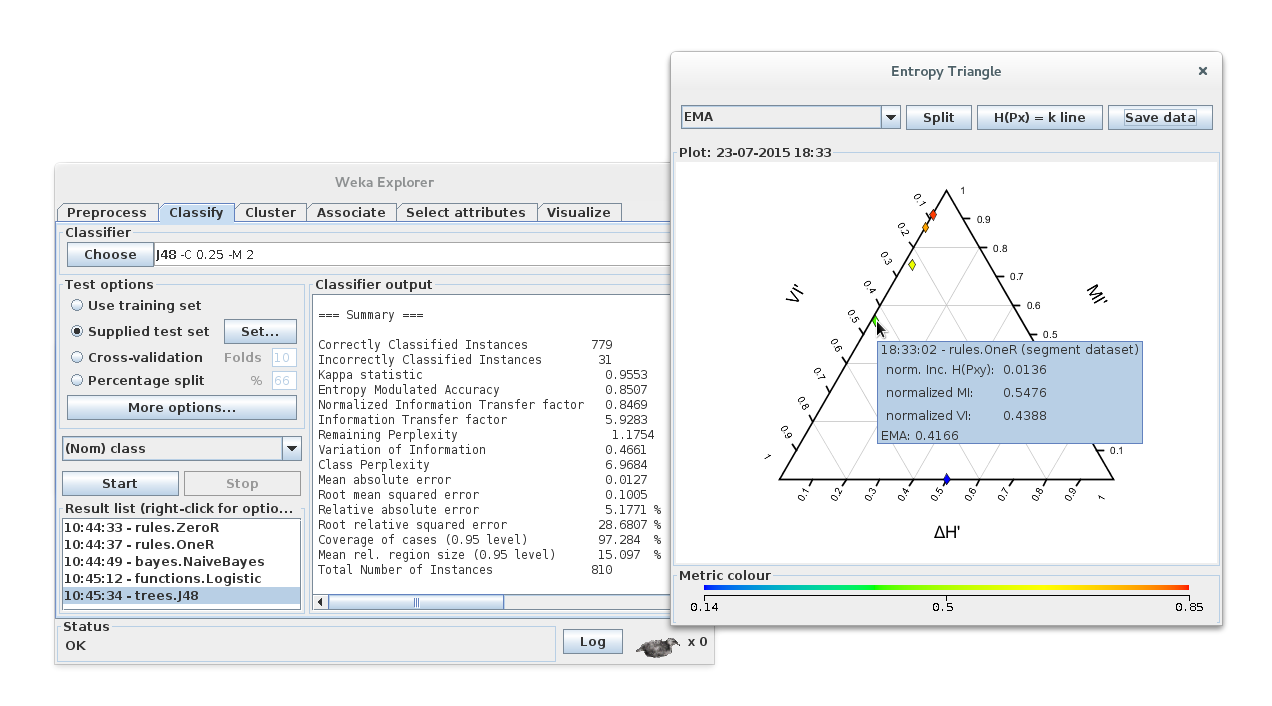 Weka Explorer
Preprocess Classify Cluster Associate Select attributes Visualize
Classifier
Choose J48 -C 0.25 -M 2
Test options
Use training set
Supplied test set Set...
Cross-validation Folds 10
Percentage split % 66
More options...
(Nom) class
Start Stop
Result list (right-click for optio...
10:44:33 - rules.ZeroR
10:44:37 - rules.OneR
10:44:49 - bayes.NaiveBayes
10:45:12 - functions.Logistic
10:45:34 - trees.J48
Classifier output
=== Summary ===
Correctly Classified Instances 779
Incorrectly Classified Instances 31
Kappa statistic 0.9553
Entropy Modulated Accuracy 0.8507
Normalized Information Transfer factor 0.8469
Information Transfer factor 5.9283
Remaining Perplexity 1.1754
Variation of Information 0.4661
Class Perplexity 6.9684
Mean absolute error 0.0127
Root mean squared error 0.1005
Relative absolute error 5.1771 %
Root relative squared error 28.6807 %
Coverage of cases (0.95 level) 97.284 %
Mean rel. region size (0.95 level) 15.097 %
Total Number of Instances 810
Status
OK
Log
x 0
Entropy Triangle
EMA Split H(Px) = k line Save data
Plot: 23-07-2015 18:33
VI'
0.1
0.2
0.3
0.4
0.5
0.6
0.7
0.8
0.9
1
MI'
1
0.9
0.8
0.7
0.6
0.5
0.1
18:33:02 - rules.OneR (segment dataset)
norm. Inc. H(Pxy): 0.0136
normalized MI: 0.5476
normalized VI: 0.4388
EMA: 0.4166
0.1 0.2 0.3 0.4 0.5 0.6 0.7 0.8 0.9 1
ΔH'
Metric colour
0.14 0.5 0.85